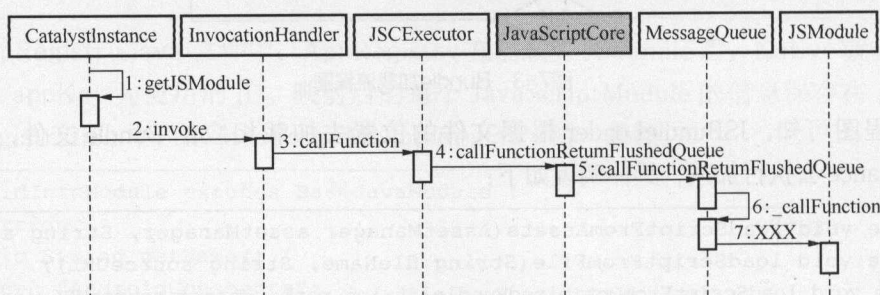 CatalystInstance
InvocationHandler
JSCExecutor
JavaScriptCore
MessageQueue
JSModule
1:getJSModule
2:invoke
3:callFunction
4:callFunctionReturnFlushedQueue
5:callFunctionReturnFlushedQueue
6:_callFunction
7:XXX